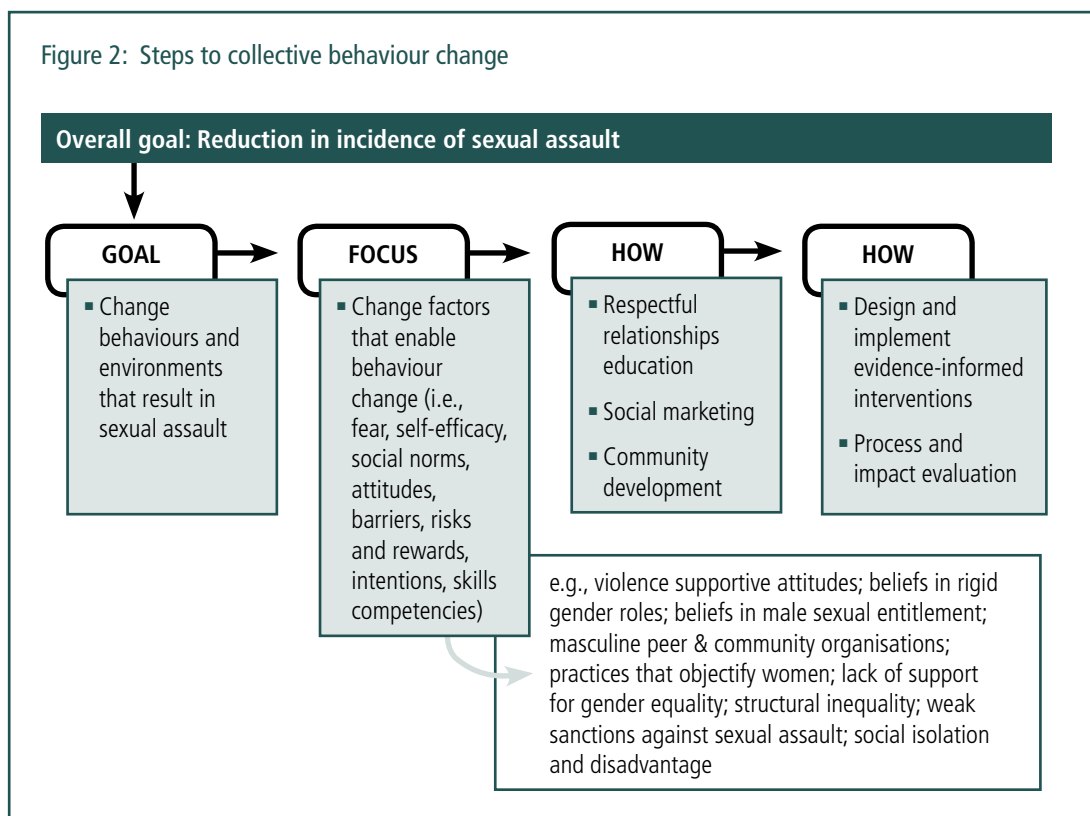 Figure 2: Steps to collective behaviour change
Overall goal: Reduction in incidence of sexual assault
GOAL
▪ Change
behaviours and
environments
that result in
sexual assault
FOCUS
▪ Change factors
that enable
behaviour
change (i.e.,
fear, self-efficacy,
social norms,
attitudes,
barriers, risks
and rewards,
intentions, skills
competencies)
HOW
▪ Respectful
relationships
education
▪ Social marketing
▪ Community
development
HOW
▪ Design and
implement
evidence-informed
interventions
▪ Process and
impact evaluation
e.g., violence supportive attitudes; beliefs in rigid
gender roles; beliefs in male sexual entitlement;
masculine peer & community organisations;
practices that objectify women; lack of support
for gender equality; structural inequality; weak
sanctions against sexual assault; social isolation
and disadvantage